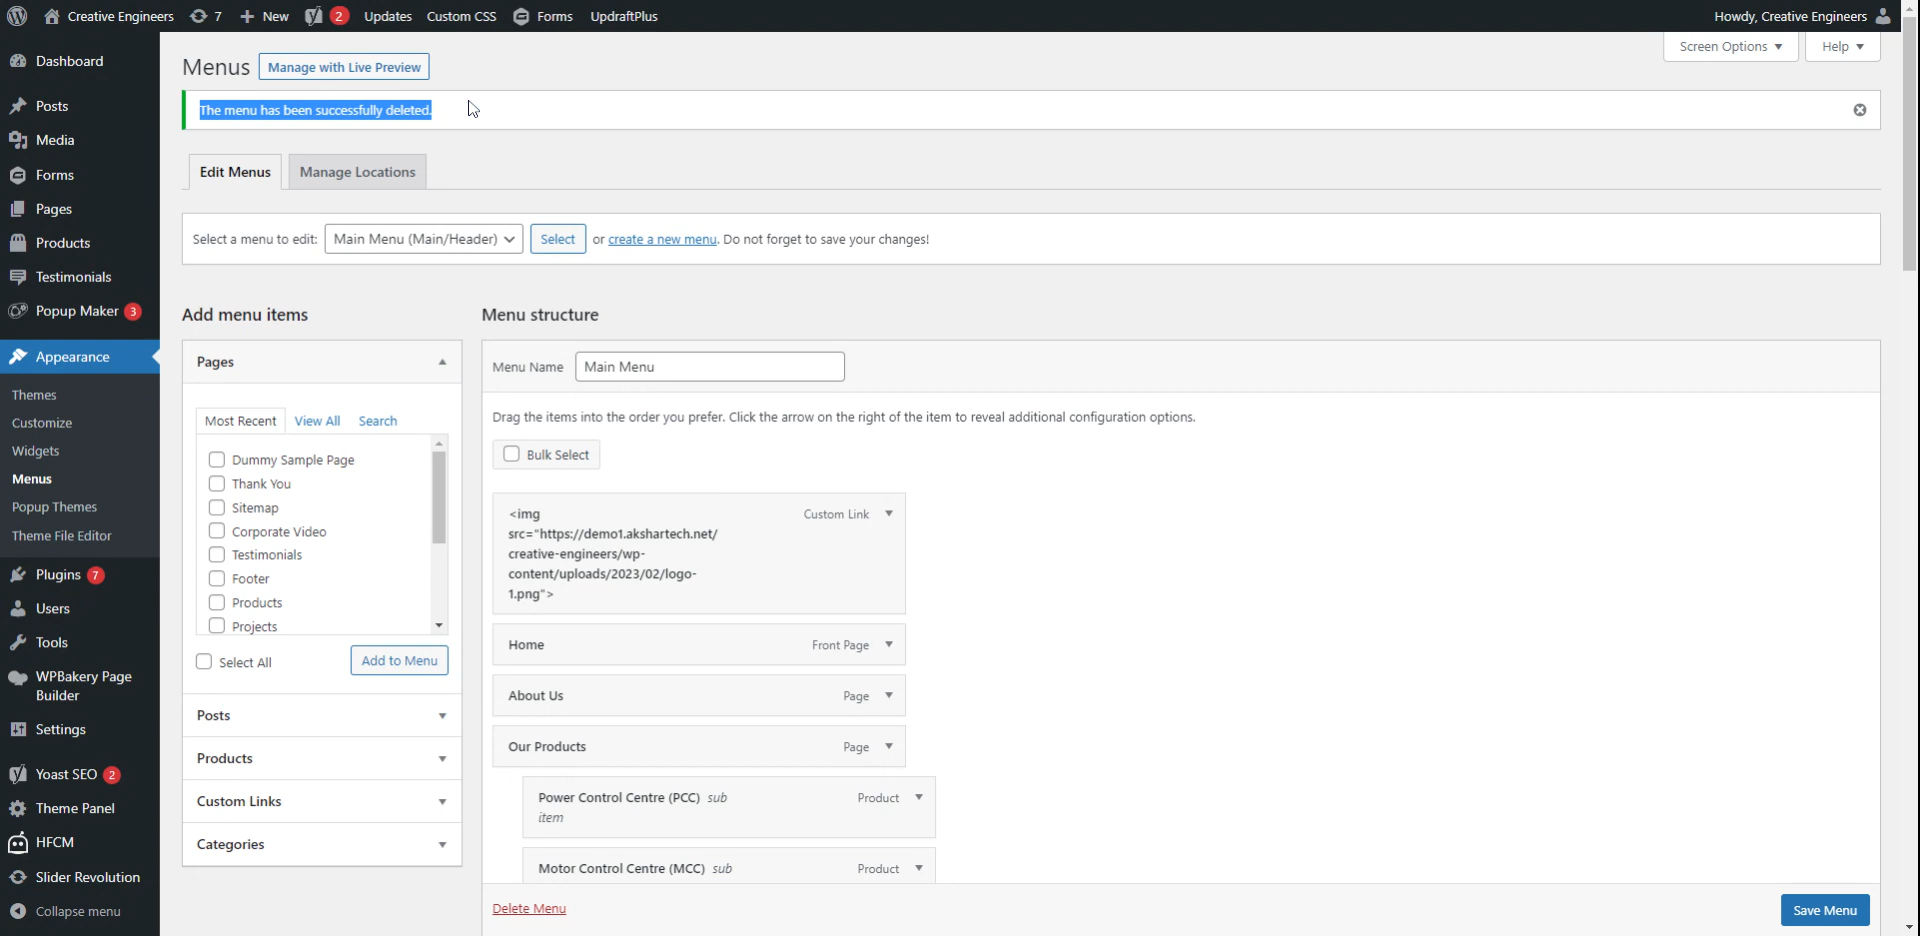 Creative Engineers 7 New 2 Updates Custom CSS Forms UpdraftPlus Howdy, Creative Engineers
Dashboard
Posts
Media
Forms
Pages
Products
Testimonials
Popup Maker 3
Appearance
Themes
Customize
Widgets
Menus
Popup Themes
Theme File Editor
Plugins 7
Users
Tools
WPBakery Page
Builder
Settings
Yoast SEO 2
Theme Panel
HFCM
Slider Revolution
Collapse menu
Screen Options Help
Menus Manage with Live Preview
The menu has been successfully deleted.
Edit Menus Manage Locations
Select a menu to edit: Main Menu (Main/Header) Select or create a new menu. Do not forget to save your changes!
Add menu items
Pages
Most Recent View All Search
Dummy Sample Page
Thank You
Sitemap
Corporate Video
Testimonials
Footer
Products
Projects
Select All Add to Menu
Posts
Products
Custom Links
Categories
Menu structure
Menu Name Main Menu
Drag the items into the order you prefer. Click the arrow on the right of the item to reveal additional configuration options.
Bulk Select
<img Custom Link
src="https://demo1.akshartech.net/
creative-engineers/wp-
content/uploads/2023/02/logo-
1.png">
Home Front Page
About Us Page
Our Products Page
Power Control Centre (PCC) sub Product
item
Motor Control Centre (MCC) sub Product
Delete Menu Save Menu